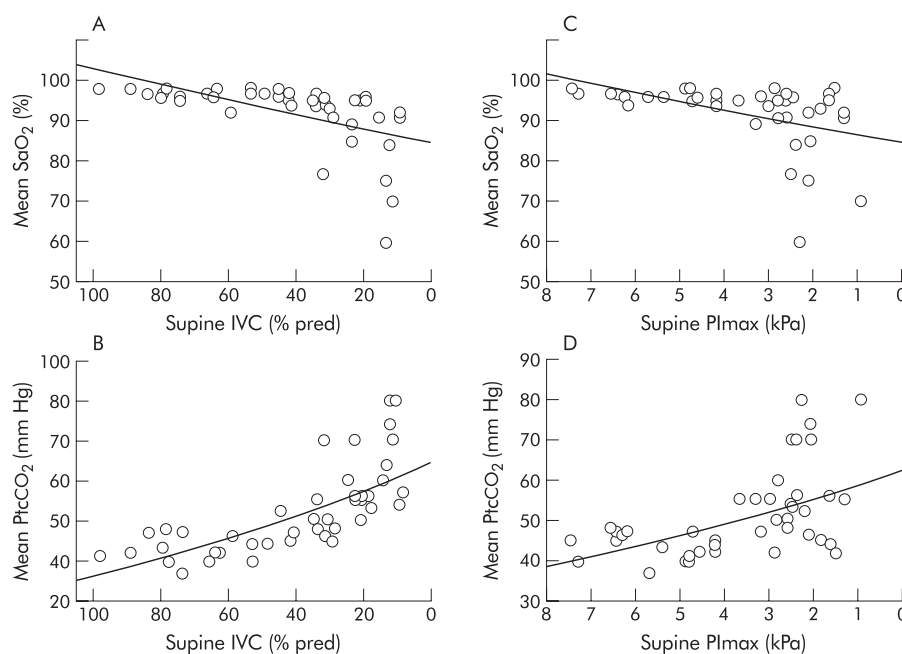 A
Mean SaO₂ (%)
100
90
80
70
60
50
100 80 60 40 20 0
Supine IVC (% pred)
C
Mean SaO₂ (%)
100
90
80
70
60
50
8 7 6 5 4 3 2 1 0
Supine PImax (kPa)
B
Mean PtcCO₂ (mm Hg)
100
80
70
60
50
40
20
100 80 60 40 20 0
Supine IVC (% pred)
D
Mean PtcCO₂ (mm Hg)
90
80
70
60
50
40
30
8 7 6 5 4 3 2 1 0
Supine PImax (kPa)